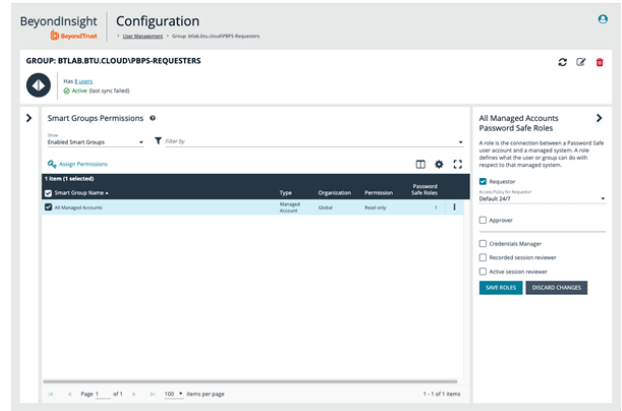 BeyondInsight
BeyondTrust
Configuration
User Management > Group: btlab.btu.cloud\PBPS-Requesters
GROUP: BTLAB.BTU.CLOUD\PBPS-REQUESTERS
Has 8 users
Active (last sync failed)
Smart Groups Permissions
Show
Enabled Smart Groups
Filter by
Assign Permissions
1 item (1 selected)
Smart Group Name
Type
Organization
Permission
Password Safe Roles
All Managed Accounts
Managed Account
Global
Read only
1
Page 1 of 1
100 items per page
1 - 1 of 1 items
All Managed Accounts
Password Safe Roles
A role is the connection between a Password Safe
user account and a managed system. A role
defines what the user or group can do with
respect to that managed system.
Requestor
Access Policy for Requestor
Default 24/7
Approver
Credentials Manager
Recorded session reviewer
Active session reviewer
SAVE ROLES
DISCARD CHANGES